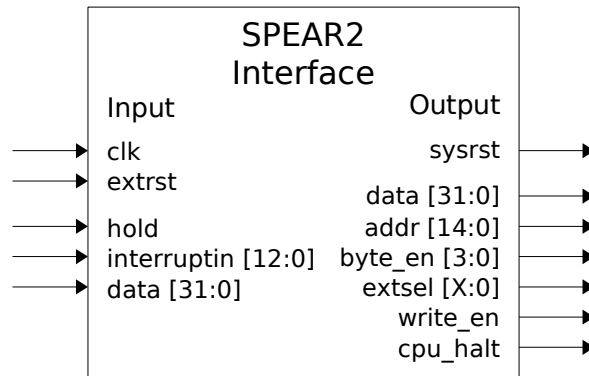 SPEAR2
Interface
Input
Output
clk
extrst
hold
interruptin [12:0]
data [31:0]
sysrst
data [31:0]
addr [14:0]
byte_en [3:0]
extsel [X:0]
write_en
cpu_halt